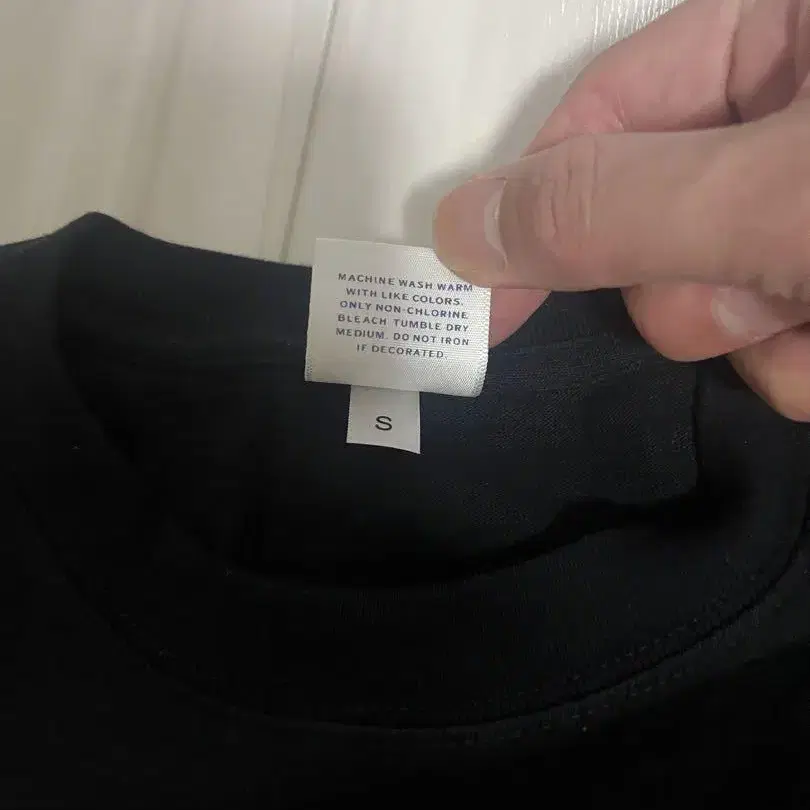 MACHINE WASH WARM
WITH LIKE COLORS.
ONLY NON-CHLORINE
BLEACH TUMBLE DRY
MEDIUM. DO NOT IRON
IF DECORATED.
S